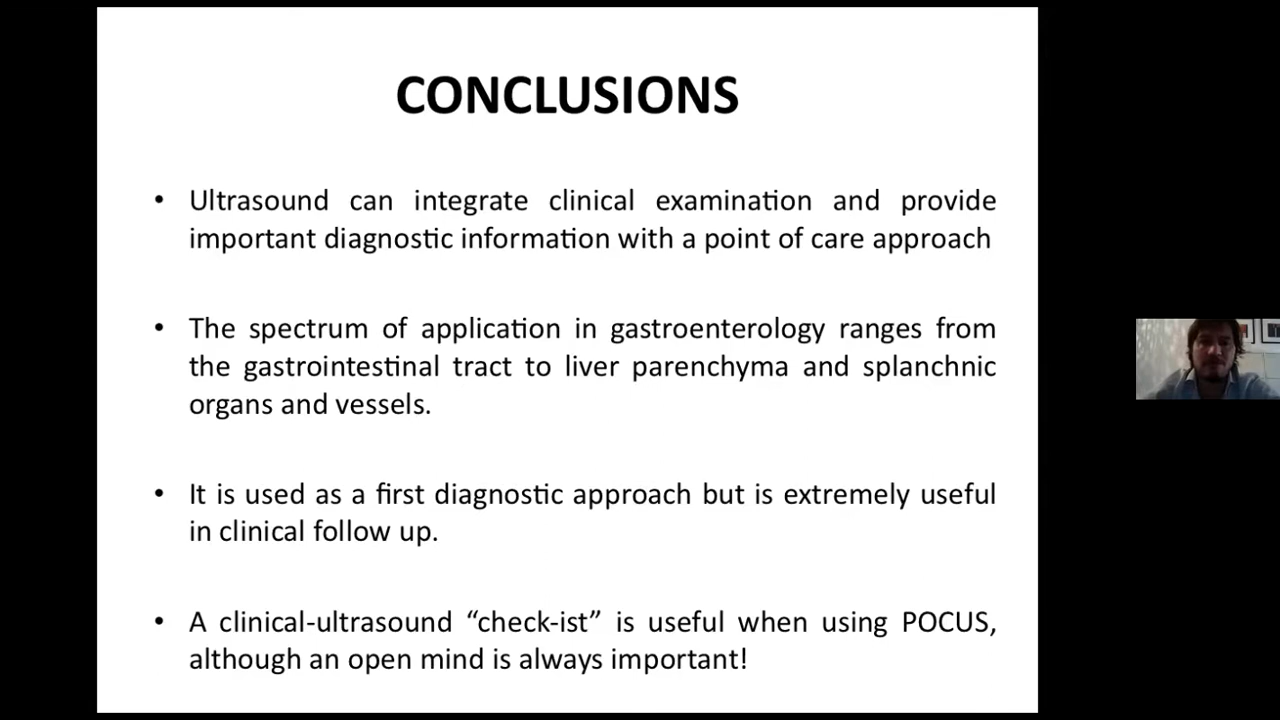 CONCLUSIONS
• Ultrasound can integrate clinical examination and provide
important diagnostic information with a point of care approach
• The spectrum of application in gastroenterology ranges from
the gastrointestinal tract to liver parenchyma and splanchnic
organs and vessels.
• It is used as a first diagnostic approach but is extremely useful
in clinical follow up.
• A clinical-ultrasound “check-ist” is useful when using POCUS,
although an open mind is always important!